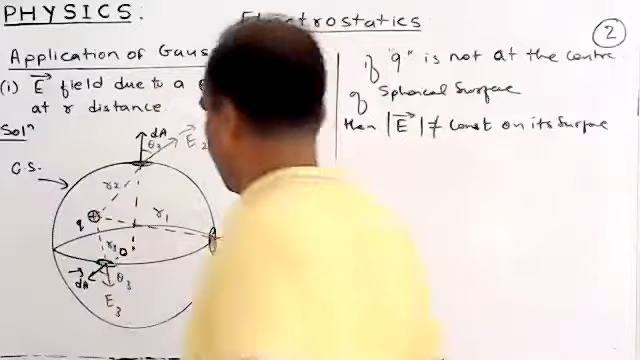 PHYSICS:
Electrostatics
2
Application of Gaus
(i) E field due to a
at r distance.
Solⁿ
G.S.
dA
θ₂
E₂
r₂
q
⊕
r₁
r₃
O
dA
θ₃
E₃
if "q" is not at the centre
of Spherical Surface
then |E| ≠ Const on its Surface